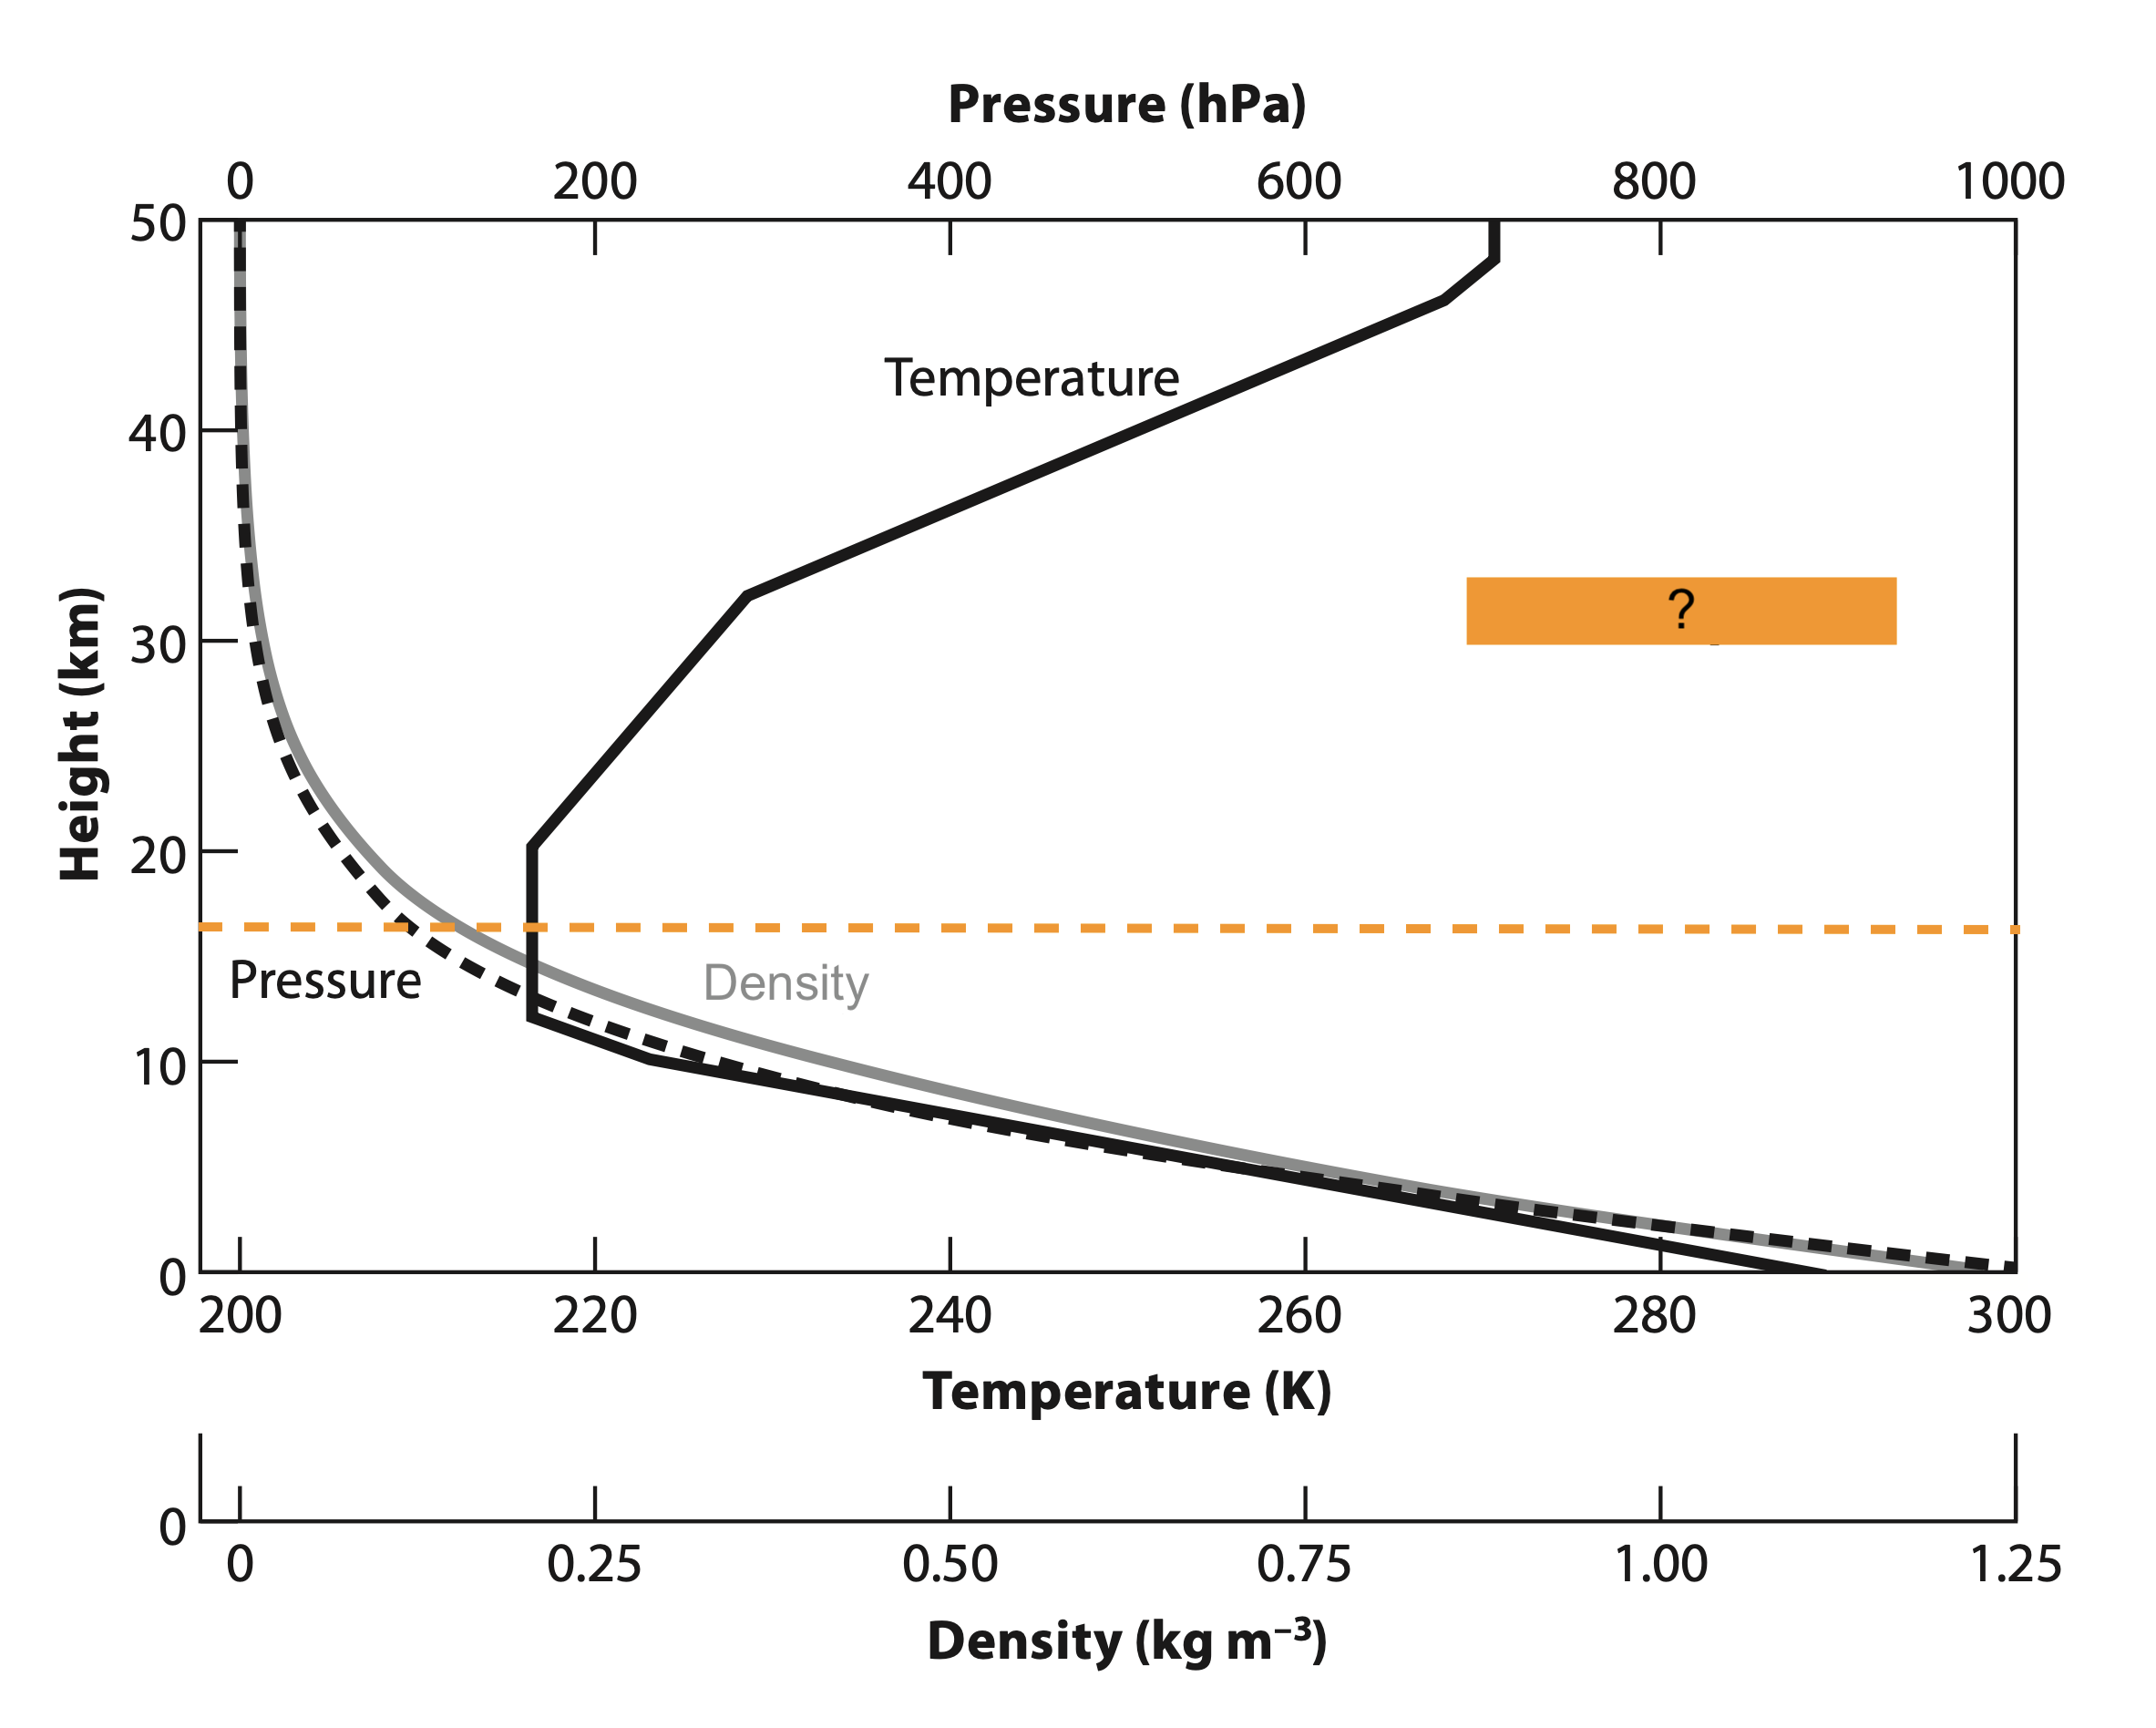 Pressure (hPa)
0 200 400 600 800 1000
50
Temperature
40
?
30
Height (km)
20
Pressure
Density
10
0
200 220 240 260 280 300
Temperature (K)
0
0 0.25 0.50 0.75 1.00 1.25
Density (kg m⁻³)